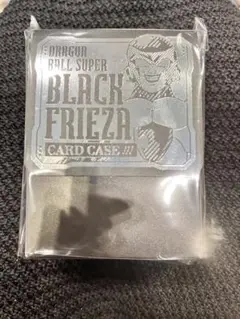 DRAGON
BALL SUPER
BLACK
FRIEZA
CARD CASE !!!